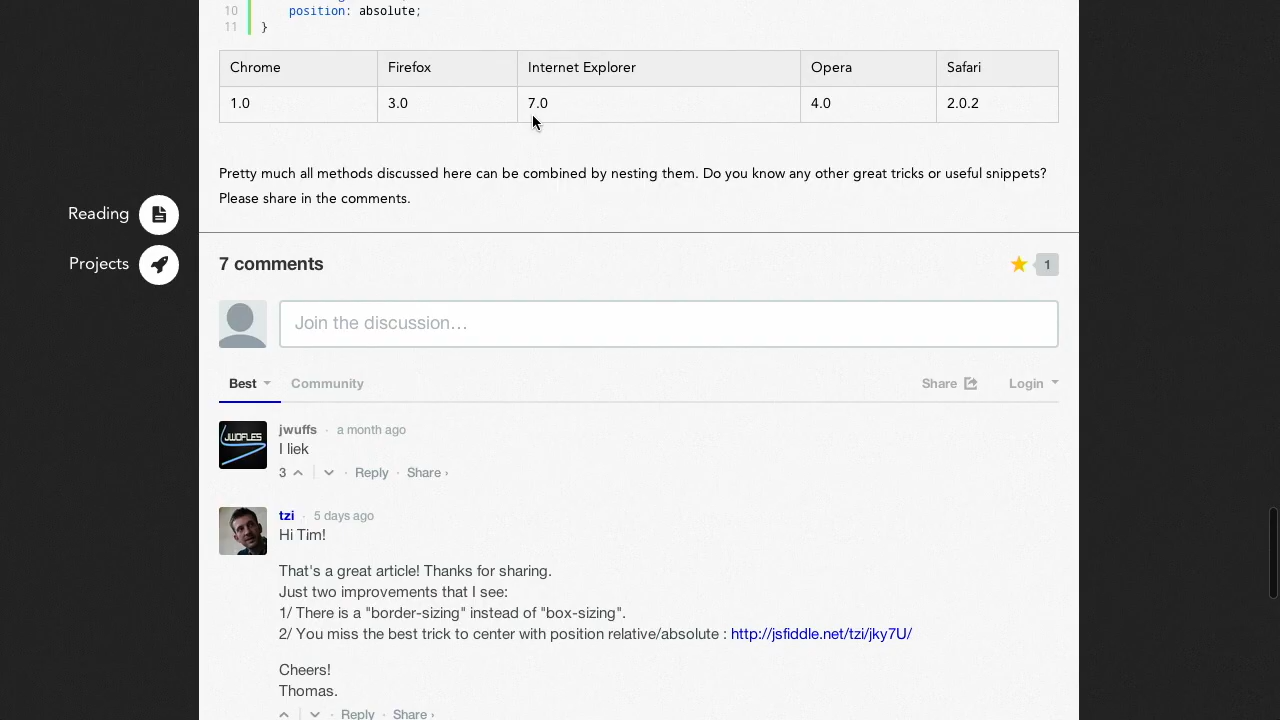 10 position: absolute;
11 }
Chrome Firefox Internet Explorer Opera Safari
1.0 3.0 7.0 4.0 2.0.2
Pretty much all methods discussed here can be combined by nesting them. Do you know any other great tricks or useful snippets?
Please share in the comments.
Reading
Projects
7 comments 1
Join the discussion…
Best Community Share Login
JWOFLES
jwuffs · a month ago
I liek
3 · Reply · Share ›
tzi · 5 days ago
Hi Tim!
That's a great article! Thanks for sharing.
Just two improvements that I see:
1/ There is a "border-sizing" instead of "box-sizing".
2/ You miss the best trick to center with position relative/absolute : http://jsfiddle.net/tzi/jky7U/
Cheers!
Thomas.
· Reply · Share ›